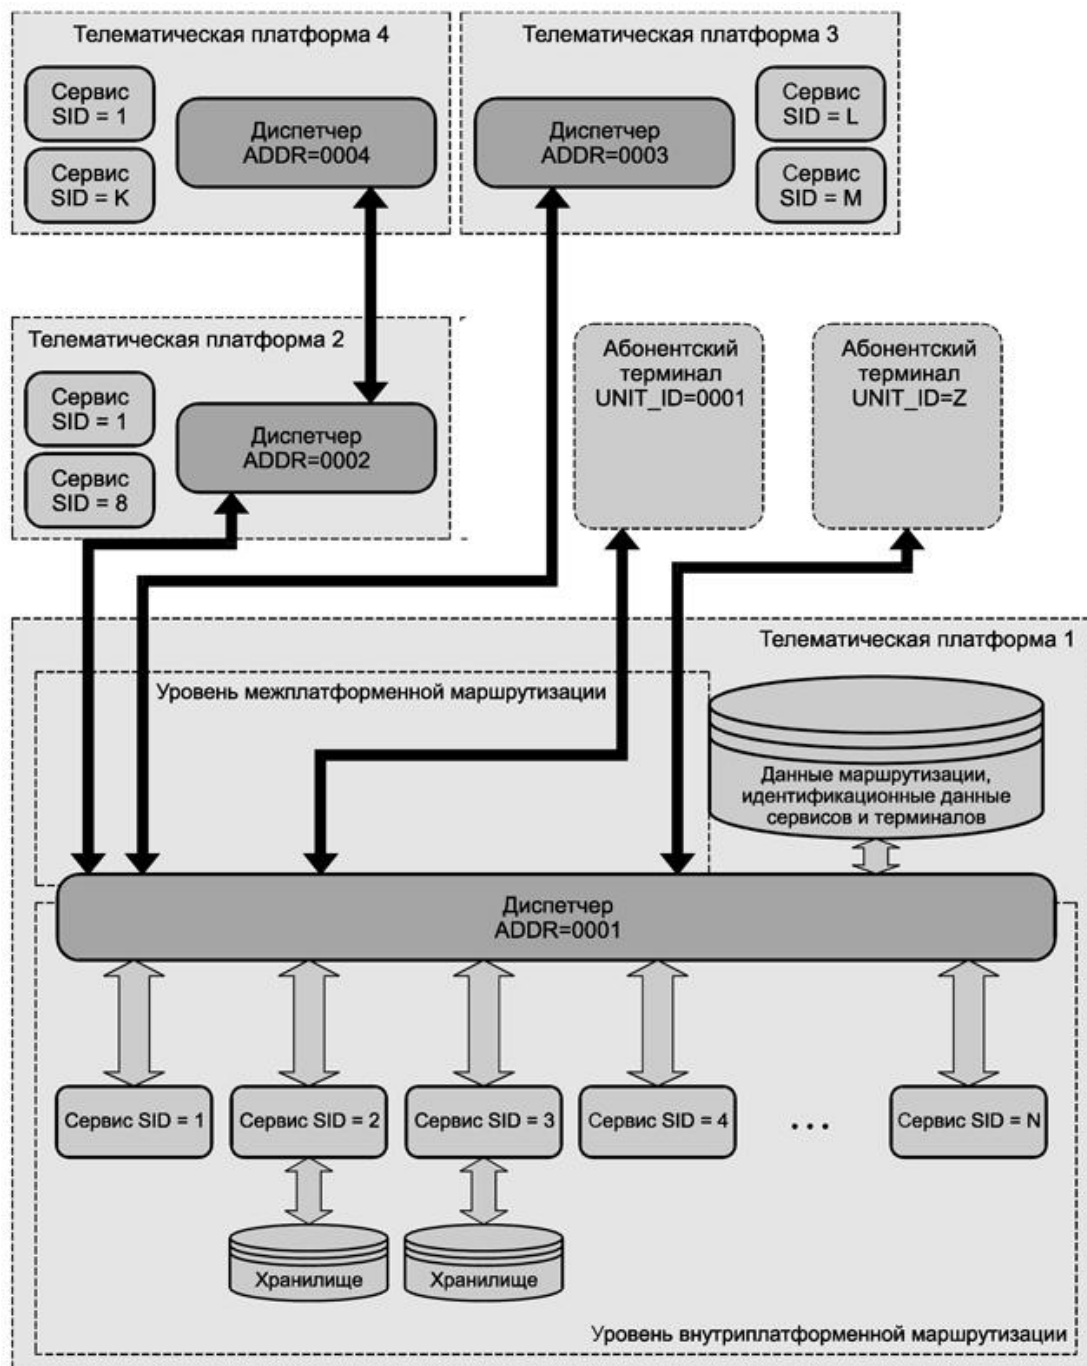 Телематическая платформа 4
Сервис
SID = 1
Сервис
SID = K
Диспетчер
ADDR=0004
Телематическая платформа 3
Диспетчер
ADDR=0003
Сервис
SID = L
Сервис
SID = M
Телематическая платформа 2
Сервис
SID = 1
Сервис
SID = 8
Диспетчер
ADDR=0002
Абонентский
терминал
UNIT_ID=0001
Абонентский
терминал
UNIT_ID=Z
Телематическая платформа 1
Уровень межплатформенной маршрутизации
Данные маршрутизации,
идентификационные данные
сервисов и терминалов
Диспетчер
ADDR=0001
Сервис SID = 1
Сервис SID = 2
Сервис SID = 3
Сервис SID = 4
...
Сервис SID = N
Хранилище
Хранилище
Уровень внутриплатформенной маршрутизации